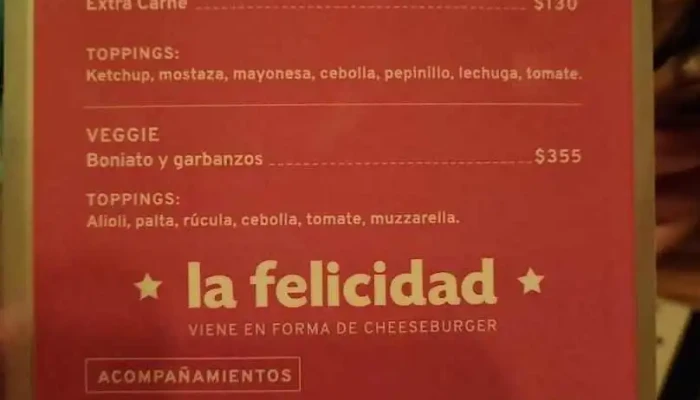 Extra Carne $130
TOPPINGS:
Ketchup, mostaza, mayonesa, cebolla, pepinillo, lechuga, tomate.
VEGGIE
Boniato y garbanzos $355
TOPPINGS:
Alioli, palta, rúcula, cebolla, tomate, muzzarella.
la felicidad
VIENE EN FORMA DE CHEESEBURGER
ACOMPAÑAMIENTOS